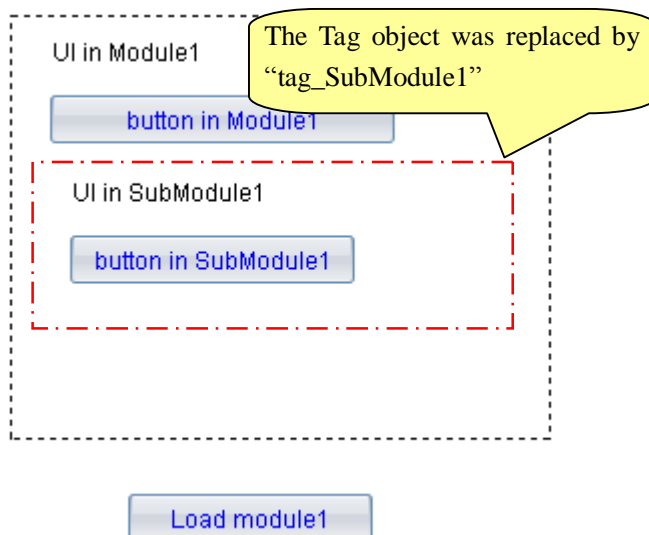 UI in Module1
The Tag object was replaced by
“tag_SubModule1”
button in Module1
UI in SubModule1
button in SubModule1
Load module1